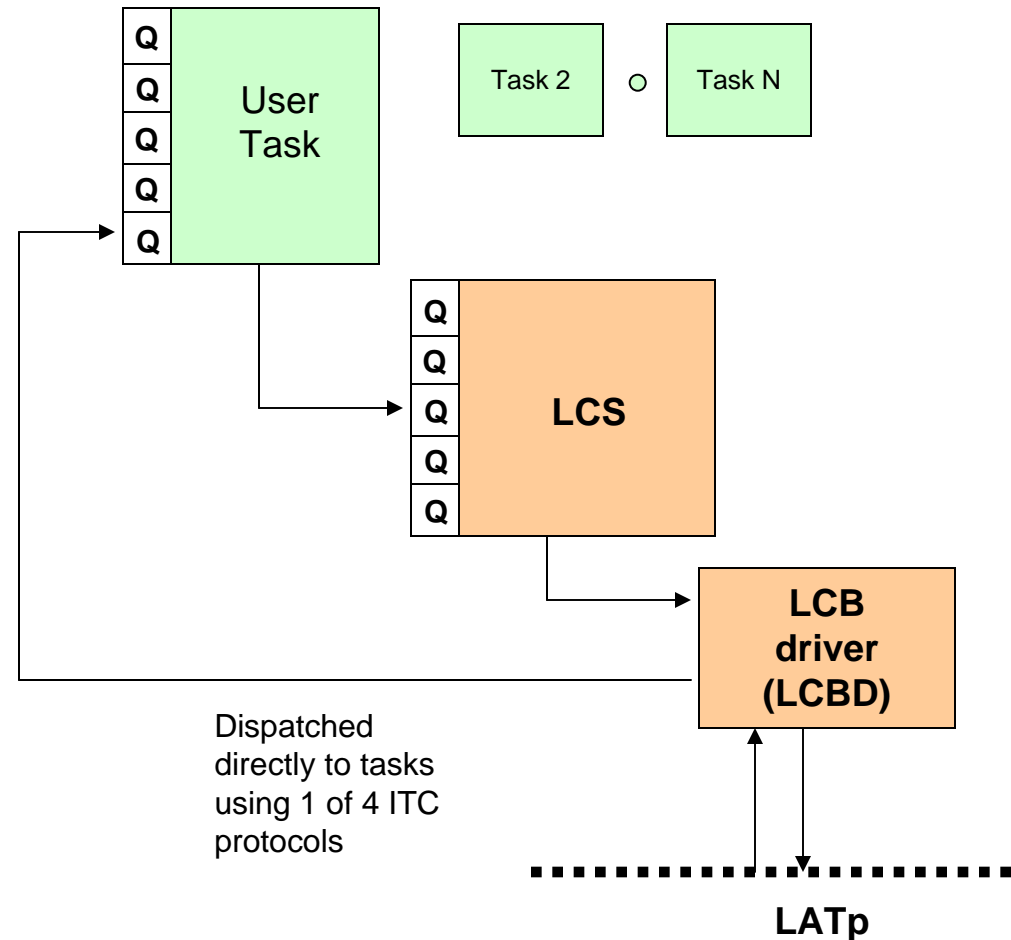 Q
Q
Q
Q
Q
User
Task
Task 2
Task N
Q
Q
Q
Q
Q
LCS
LCB
driver
(LCBD)
Dispatched
directly to tasks
using 1 of 4 ITC
protocols
LATp